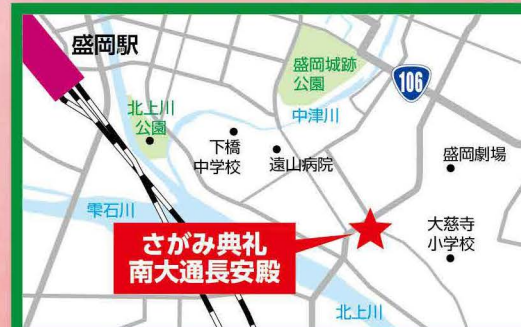 盛岡駅
盛岡城跡
公園
106
北上川
公園
中津川
下橋
中学校
遠山病院
盛岡劇場
雫石川
さがみ典礼
南大通長安殿
大慈寺
小学校
北上川